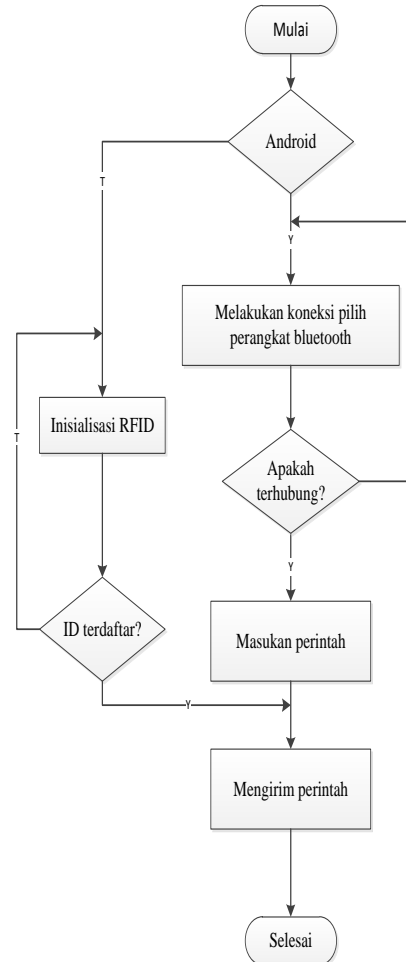 Mulai
Android
T
Y
Melakukan koneksi pilih
perangkat bluetooth
T
Inisialisasi RFID
Apakah
terhubung?
Y
ID terdaftar?
Masukan perintah
Y
Mengirim perintah
Selesai